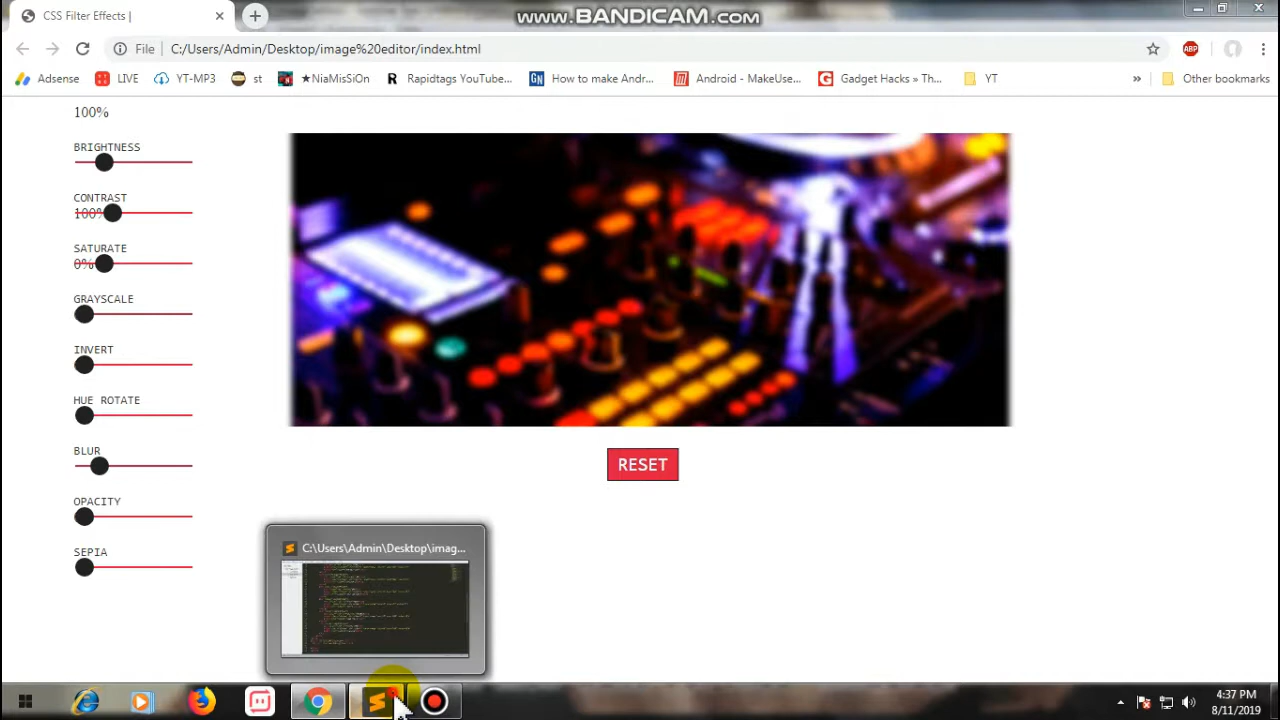 CSS Filter Effects |
www.BANDICAM.com
File
C:/Users/Admin/Desktop/image%20editor/index.html
ABP
Adsense
LIVE
YT-MP3
st
★NiaMiSSiOn
R
Rapidtags YouTube...
GN
How to make Andr...
Android - MakeUse...
G
Gadget Hacks » Th...
YT
»
Other bookmarks
100%
BRIGHTNESS
CONTRAST
100%
SATURATE
0%
GRAYSCALE
INVERT
HUE ROTATE
BLUR
OPACITY
SEPIA
RESET
C:\Users\Admin\Desktop\imag...
4:37 PM
8/11/2019